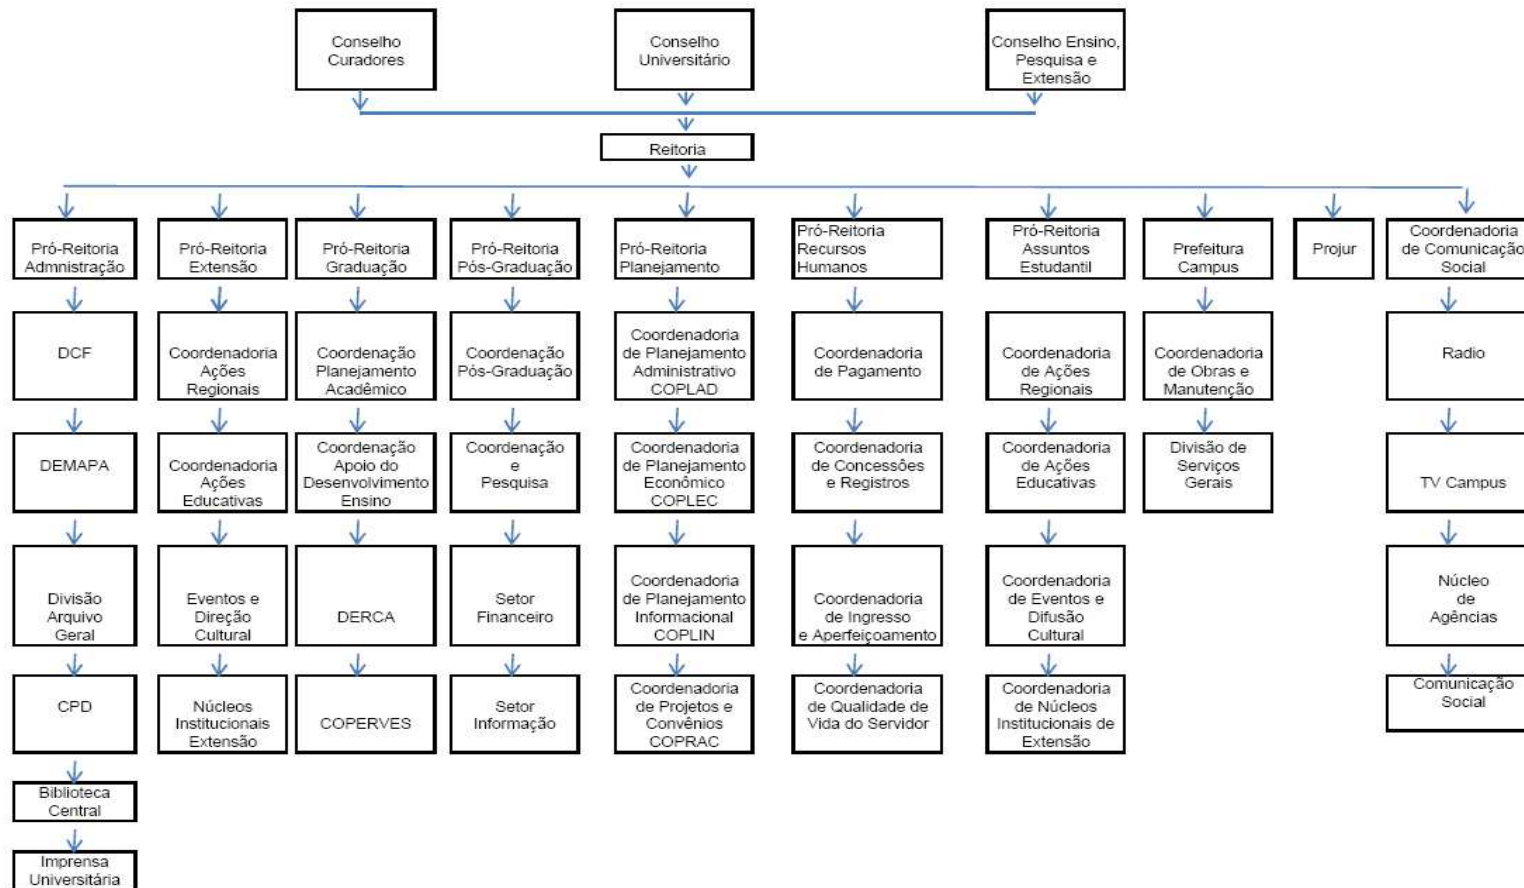 Conselho
Curadores
Conselho
Universitário
Conselho Ensino,
Pesquisa e
Extensão
Reitoria
Pró-Reitoria
Admnistração
Pró-Reitoria
Extensão
Pró-Reitoria
Graduação
Pró-Reitoria
Pós-Graduação
Pró-Reitoria
Planejamento
Pró-Reitoria
Recursos
Humanos
Pró-Reitoria
Assuntos
Estudantil
Prefeitura
Campus
Projur
Coordenadoria
de Comunicação
Social
DCF
Coordenadoria
Ações
Regionais
Coordenação
Planejamento
Acadêmico
Coordenação
Pós-Graduação
Coordenadoria
de Planejamento
Administrativo
COPLAD
Coordenadoria
de Pagamento
Coordenadoria
de Ações
Regionais
Coordenadoria
de Obras e
Manutenção
Radio
DEMAPA
Coordenadoria
Ações
Educativas
Coordenação
Apoio do
Desenvolvimento
Ensino
Coordenação
e
Pesquisa
Coordenadoria
de Planejamento
Econômico
COPLEC
Coordenadoria
de Concessões
e Registros
Coordenadoria
de Ações
Educativas
Divisão de
Serviços
Gerais
TV Campus
Divisão
Arquivo
Geral
Eventos e
Direção
Cultural
DERCA
Setor
Financeiro
Coordenadoria
de Planejamento
Informacional
COPLIN
Coordenadoria
de Ingresso
e Aperfeiçoamento
Coordenadoria
de Eventos e
Difusão
Cultural
Núcleo
de
Agências
CPD
Núcleos
Institucionais
Extensão
COPERVES
Setor
Informação
Coordenadoria
de Projetos e
Convênios
COPRAC
Coordenadoria
de Qualidade de
Vida do Servidor
Coordenadoria
de Núcleos
Institucionais de
Extensão
Comunicação
Social
Biblioteca
Central
Imprensa
Universitária